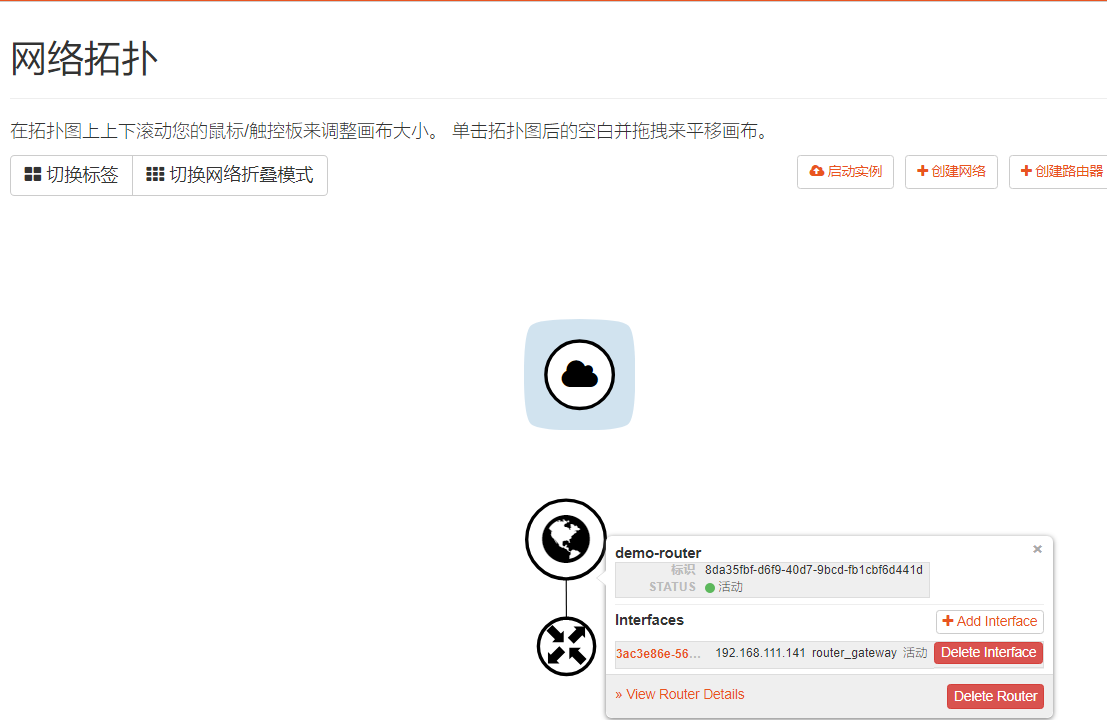 网络拓扑
在拓扑图上上下滚动您的鼠标/触控板来调整画布大小。 单击拓扑图后的空白并拖拽来平移画布。
切换标签 切换网络折叠模式 启动实例 创建网络 创建路由器
demo-router ×
标识 8da35fbf-d6f9-40d7-9bcd-fb1cbf6d441d
STATUS 活动
Interfaces Add Interface
3ac3e86e-56... 192.168.111.141 router_gateway 活动 Delete Interface
» View Router Details Delete Router